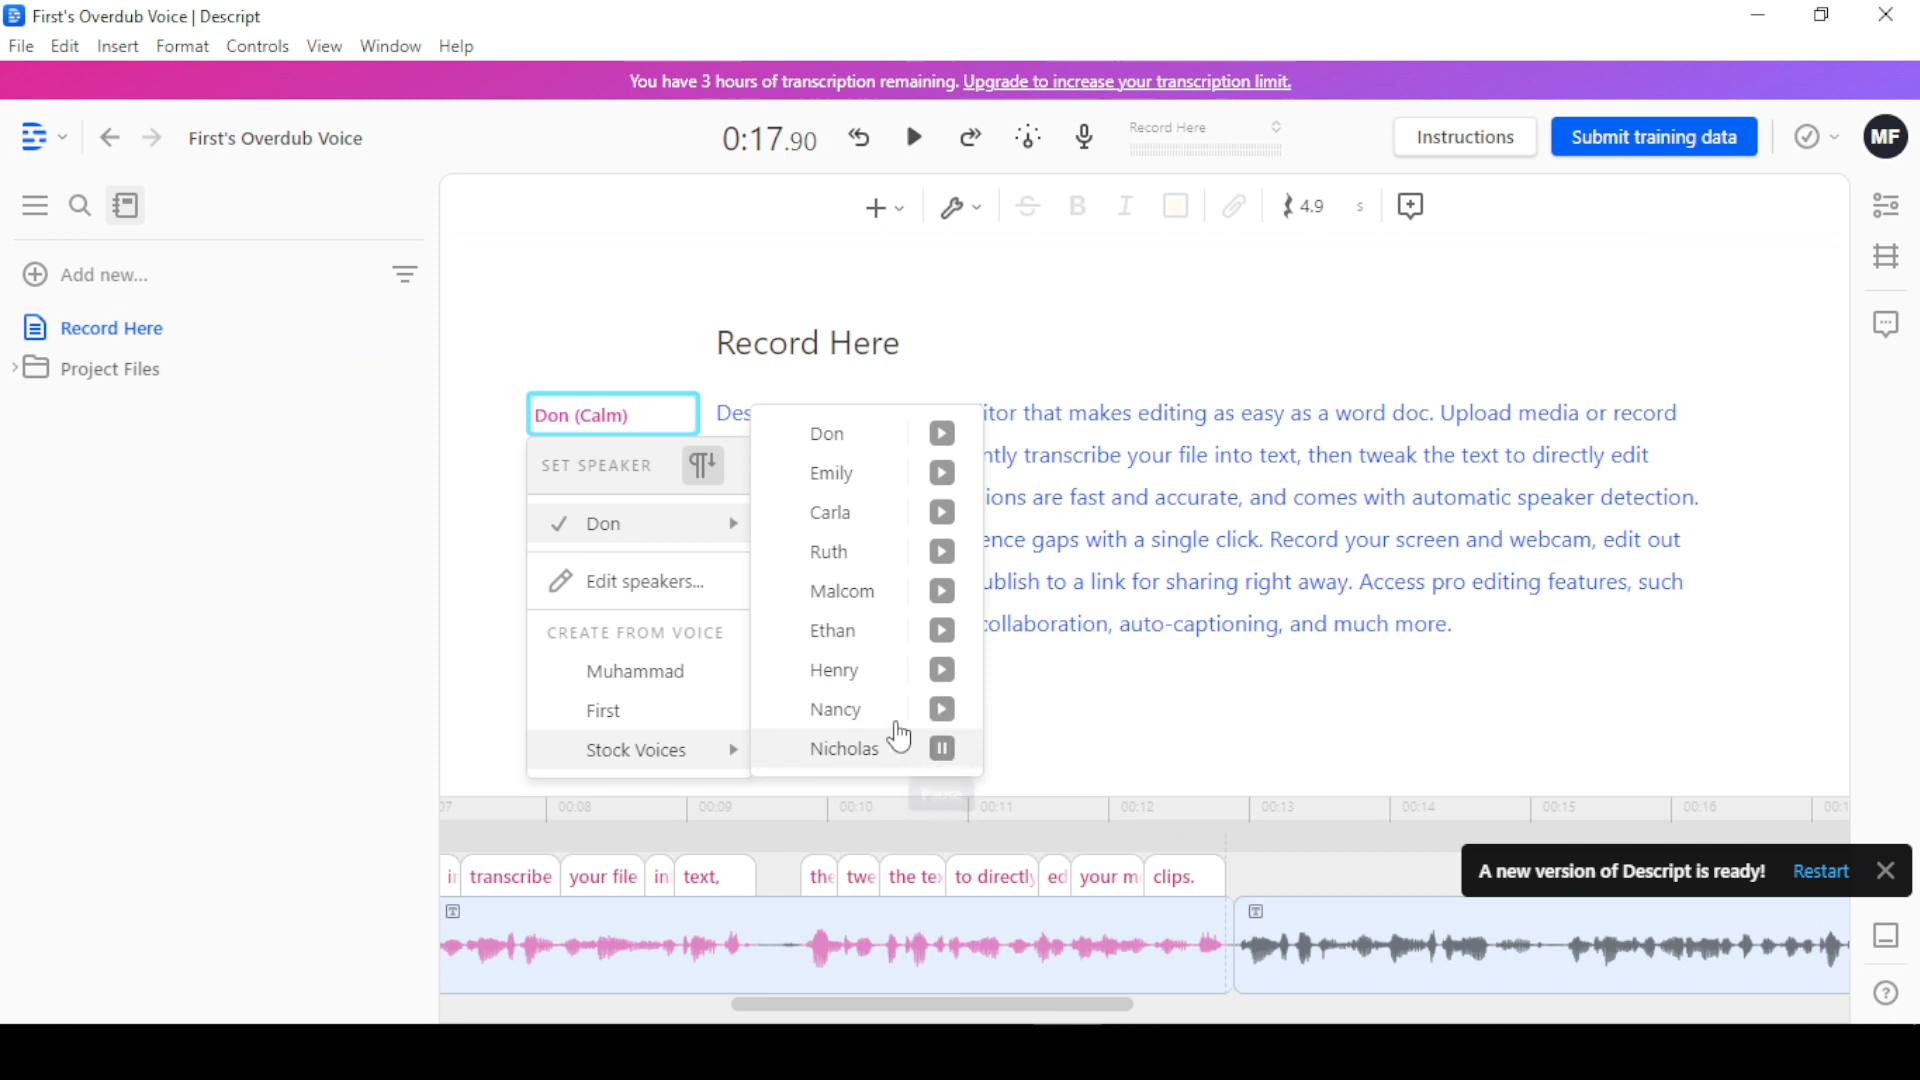 First's Overdub Voice | Descript
File Edit Insert Format Controls View Window Help
You have 3 hours of transcription remaining. Upgrade to increase your transcription limit.
First's Overdub Voice
0:17.90
Record Here
Instructions
Submit training data
MF
4.9 s
Add new...
Record Here
Project Files
Record Here
Don (Calm)
Des itor that makes editing as easy as a word doc. Upload media or record
ntly transcribe your file into text, then tweak the text to directly edit
ions are fast and accurate, and comes with automatic speaker detection.
ence gaps with a single click. Record your screen and webcam, edit out
ublish to a link for sharing right away. Access pro editing features, such
collaboration, auto-captioning, and much more.
SET SPEAKER
Don
Edit speakers...
CREATE FROM VOICE
Muhammad
First
Stock Voices
Don
Emily
Carla
Ruth
Malcom
Ethan
Henry
Nancy
Nicholas
Pause
07 00:08 00:09 00:10 00:11 00:12 00:13 00:14 00:15 00:16 00:1
transcribe your file in text, the twe the te to directly ed your m clips.
A new version of Descript is ready! Restart